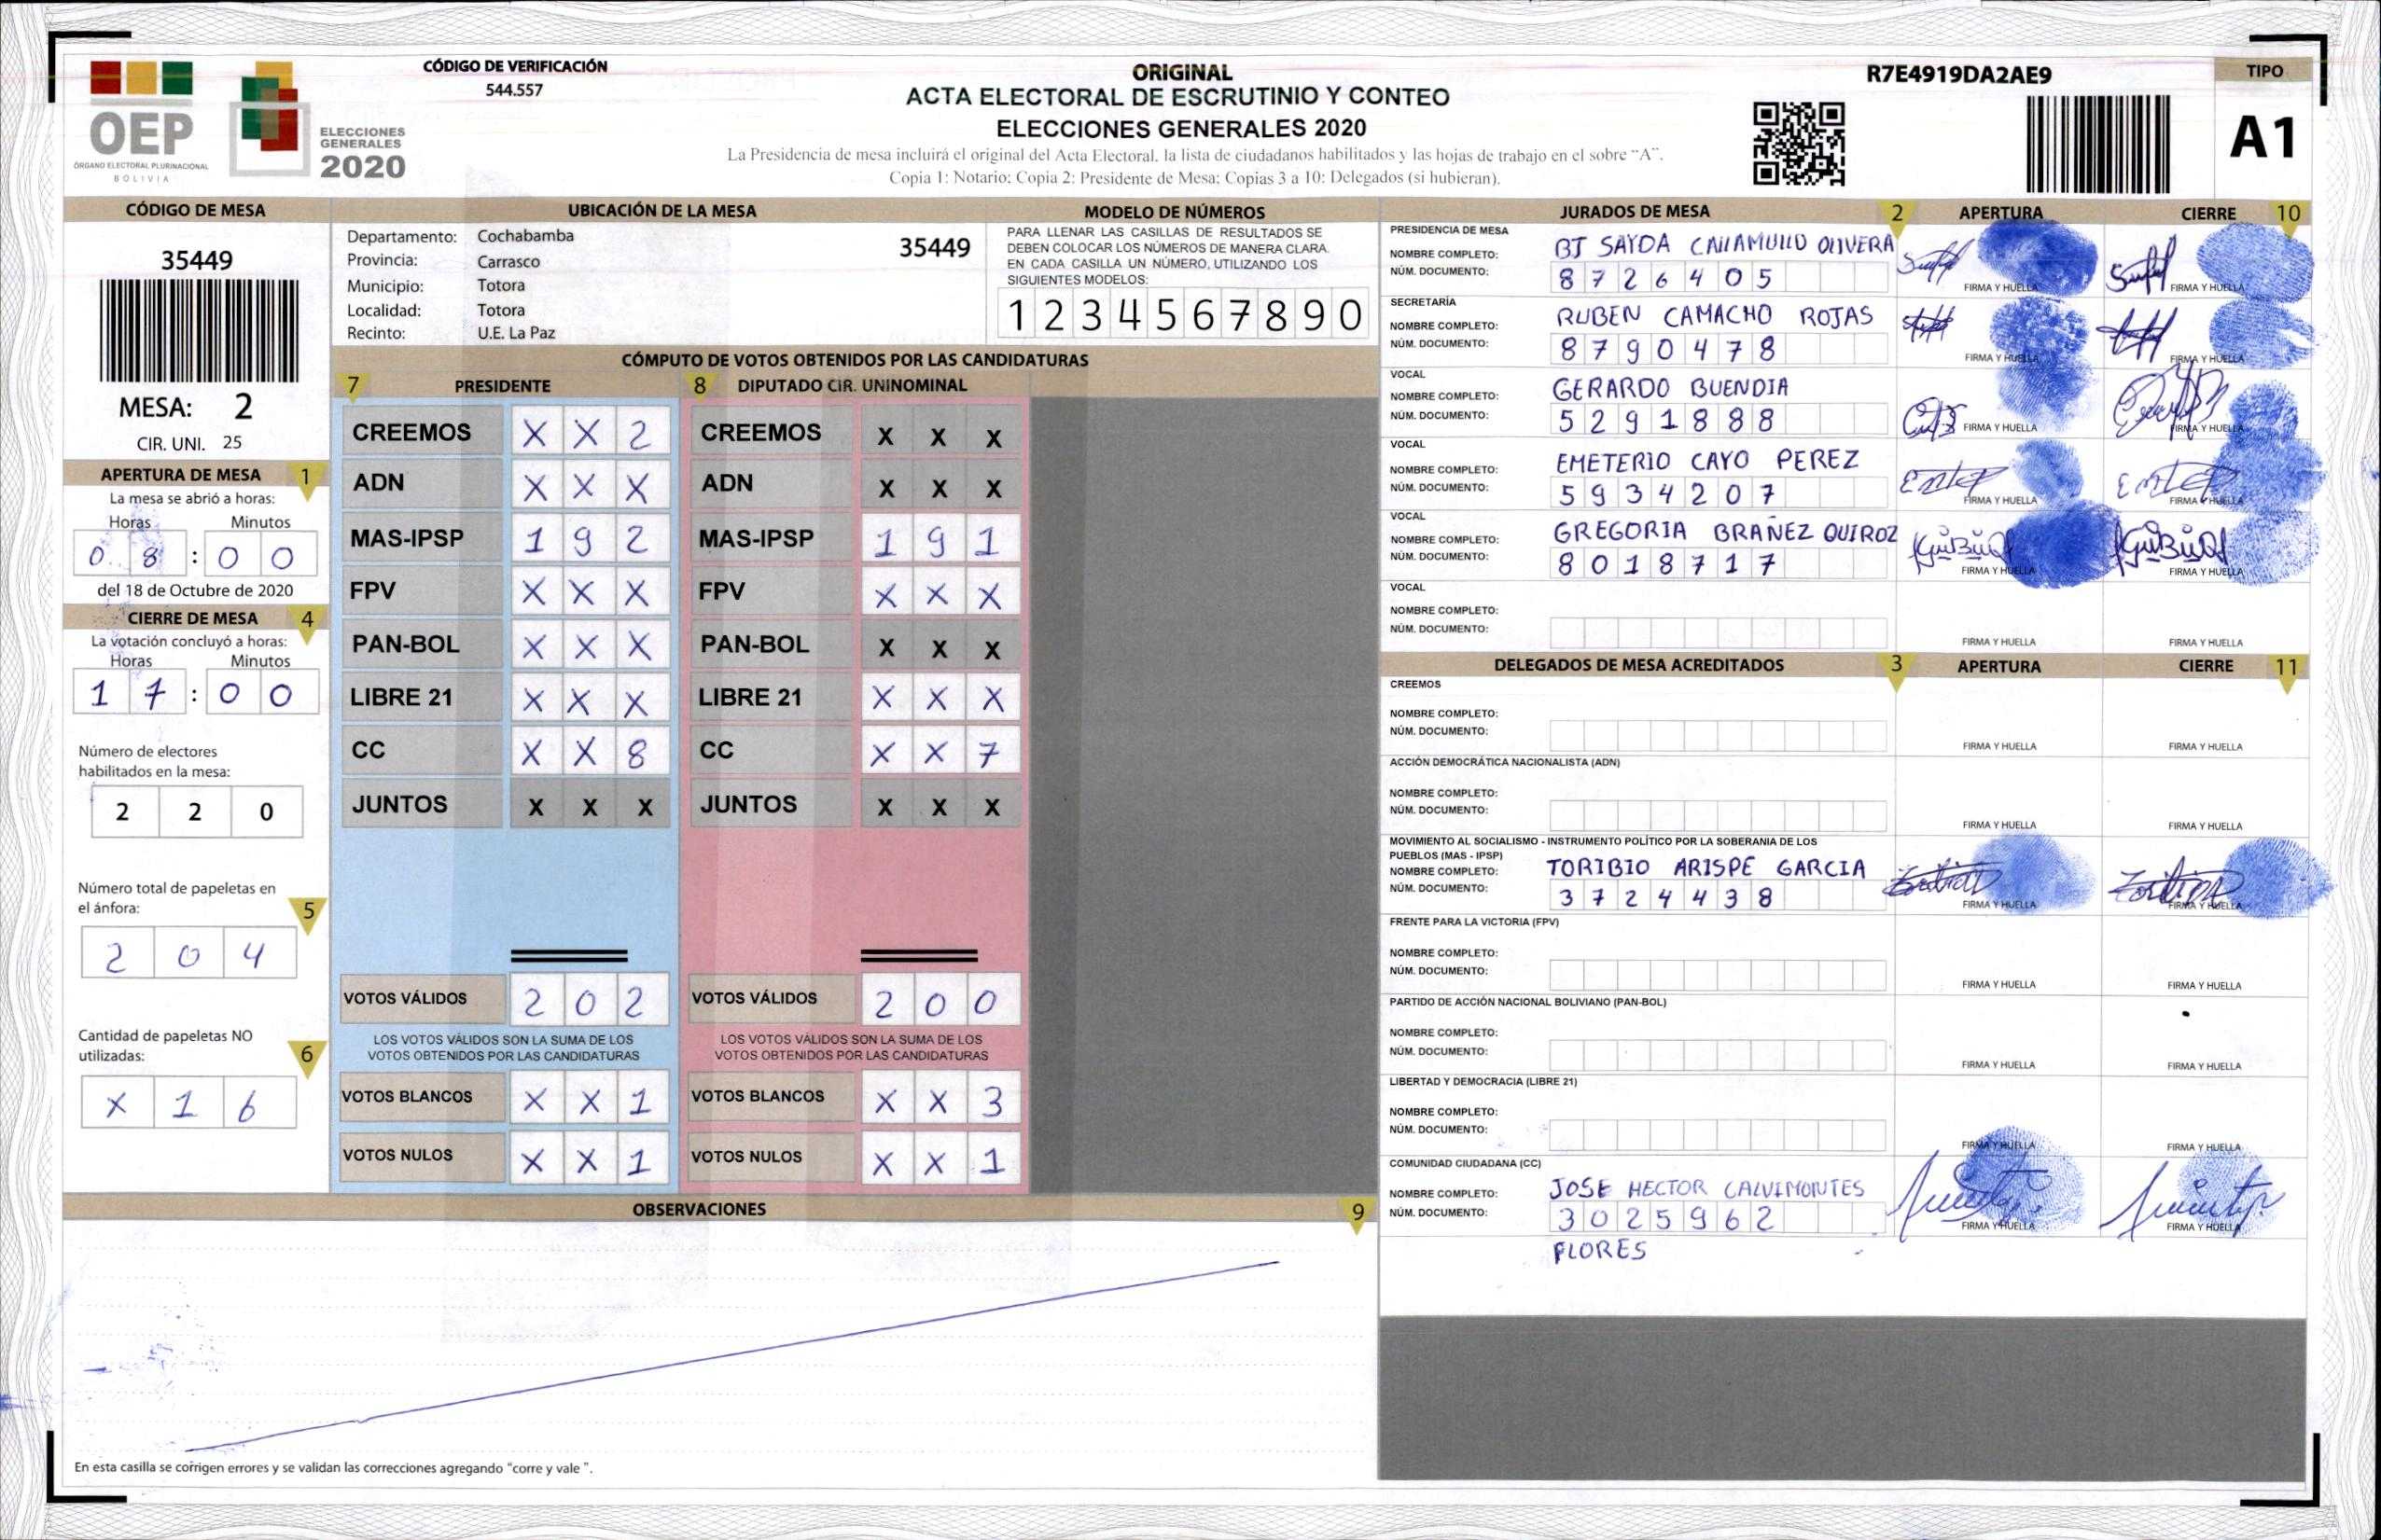 OEP
ÓRGANO ELECTORAL PLURINACIONAL
BOLIVIA
ELECCIONES
GENERALES
2020
CÓDIGO DE VERIFICACIÓN
544.557
ORIGINAL
ACTA ELECTORAL DE ESCRUTINIO Y CONTEO
ELECCIONES GENERALES 2020
La Presidencia de mesa incluirá el original del Acta Electoral, la lista de ciudadanos habilitados y las hojas de trabajo en el sobre “A”.
Copia 1: Notario; Copia 2: Presidente de Mesa; Copias 3 a 10: Delegados (si hubieran).
R7E4919DA2AE9
TIPO
A1
CÓDIGO DE MESA
35449
MESA: 2
CIR. UNI. 25
APERTURA DE MESA 1
La mesa se abrió a horas:
Horas Minutos
0 8 : 0 0
del 18 de Octubre de 2020
CIERRE DE MESA 4
La votación concluyó a horas:
Horas Minutos
1 7 : 0 0
Número de electores
habilitados en la mesa:
2 2 0
Número total de papeletas en
el ánfora: 5
2 0 4
Cantidad de papeletas NO
utilizadas: 6
X 1 6
UBICACIÓN DE LA MESA
Departamento: Cochabamba
Provincia: Carrasco
Municipio: Totora
Localidad: Totora
Recinto: U.E. La Paz
35449
MODELO DE NÚMEROS
PARA LLENAR LAS CASILLAS DE RESULTADOS SE
DEBEN COLOCAR LOS NÚMEROS DE MANERA CLARA.
EN CADA CASILLA UN NÚMERO, UTILIZANDO LOS
SIGUIENTES MODELOS:
1 2 3 4 5 6 7 8 9 0
CÓMPUTO DE VOTOS OBTENIDOS POR LAS CANDIDATURAS
7 PRESIDENTE 8 DIPUTADO CIR. UNINOMINAL
CREEMOS X X 2 CREEMOS X X X
ADN X X X ADN X X X
MAS-IPSP 1 9 2 MAS-IPSP 1 9 1
FPV X X X FPV X X X
PAN-BOL X X X PAN-BOL X X X
LIBRE 21 X X X LIBRE 21 X X X
CC X X 8 CC X X 7
JUNTOS X X X JUNTOS X X X
VOTOS VÁLIDOS 2 0 2 VOTOS VÁLIDOS 2 0 0
LOS VOTOS VÁLIDOS SON LA SUMA DE LOS LOS VOTOS VÁLIDOS SON LA SUMA DE LOS
VOTOS OBTENIDOS POR LAS CANDIDATURAS VOTOS OBTENIDOS POR LAS CANDIDATURAS
VOTOS BLANCOS X X 1 VOTOS BLANCOS X X 3
VOTOS NULOS X X 1 VOTOS NULOS X X 1
OBSERVACIONES 9
En esta casilla se corrigen errores y se validan las correcciones agregando “corre y vale ”.
JURADOS DE MESA 2 APERTURA CIERRE 10
PRESIDENCIA DE MESA
NOMBRE COMPLETO: SAYDA OLIVERA
NÚM. DOCUMENTO: 8 7 2 6 4 0 5
FIRMA Y HUELLA FIRMA Y HUELLA
SECRETARÍA
NOMBRE COMPLETO: RUBEN CAMACHO ROJAS
NÚM. DOCUMENTO: 8 7 9 0 4 7 8
FIRMA Y HUELLA FIRMA Y HUELLA
VOCAL
NOMBRE COMPLETO: GERARDO BUENDIA
NÚM. DOCUMENTO: 5 2 9 1 8 8 8
FIRMA Y HUELLA FIRMA Y HUELLA
VOCAL
NOMBRE COMPLETO: EMETERIO CAYO PEREZ
NÚM. DOCUMENTO: 5 9 3 4 2 0 7
FIRMA Y HUELLA FIRMA Y HUELLA
VOCAL
NOMBRE COMPLETO: GREGORIA BRAÑEZ QUIROZ
NÚM. DOCUMENTO: 8 0 1 8 7 1 7
FIRMA Y HUELLA FIRMA Y HUELLA
VOCAL
NOMBRE COMPLETO:
NÚM. DOCUMENTO:
FIRMA Y HUELLA FIRMA Y HUELLA
DELEGADOS DE MESA ACREDITADOS 3 APERTURA CIERRE 11
CREEMOS
NOMBRE COMPLETO:
NÚM. DOCUMENTO:
FIRMA Y HUELLA FIRMA Y HUELLA
ACCIÓN DEMOCRÁTICA NACIONALISTA (ADN)
NOMBRE COMPLETO:
NÚM. DOCUMENTO:
FIRMA Y HUELLA FIRMA Y HUELLA
MOVIMIENTO AL SOCIALISMO - INSTRUMENTO POLÍTICO POR LA SOBERANIA DE LOS
PUEBLOS (MAS - IPSP)
NOMBRE COMPLETO: TORIBIO ARISPE GARCIA
NÚM. DOCUMENTO: 3 7 2 4 4 3 8
FIRMA Y HUELLA FIRMA Y HUELLA
FRENTE PARA LA VICTORIA (FPV)
NOMBRE COMPLETO:
NÚM. DOCUMENTO:
FIRMA Y HUELLA FIRMA Y HUELLA
PARTIDO DE ACCIÓN NACIONAL BOLIVIANO (PAN-BOL)
NOMBRE COMPLETO:
NÚM. DOCUMENTO:
FIRMA Y HUELLA FIRMA Y HUELLA
LIBERTAD Y DEMOCRACIA (LIBRE 21)
NOMBRE COMPLETO:
NÚM. DOCUMENTO:
FIRMA Y HUELLA FIRMA Y HUELLA
COMUNIDAD CIUDADANA (CC)
NOMBRE COMPLETO: JOSE HECTOR CALVIMONTES
NÚM. DOCUMENTO: 3 0 2 5 9 6 2
FIRMA Y HUELLA FIRMA Y HUELLA
FLORES